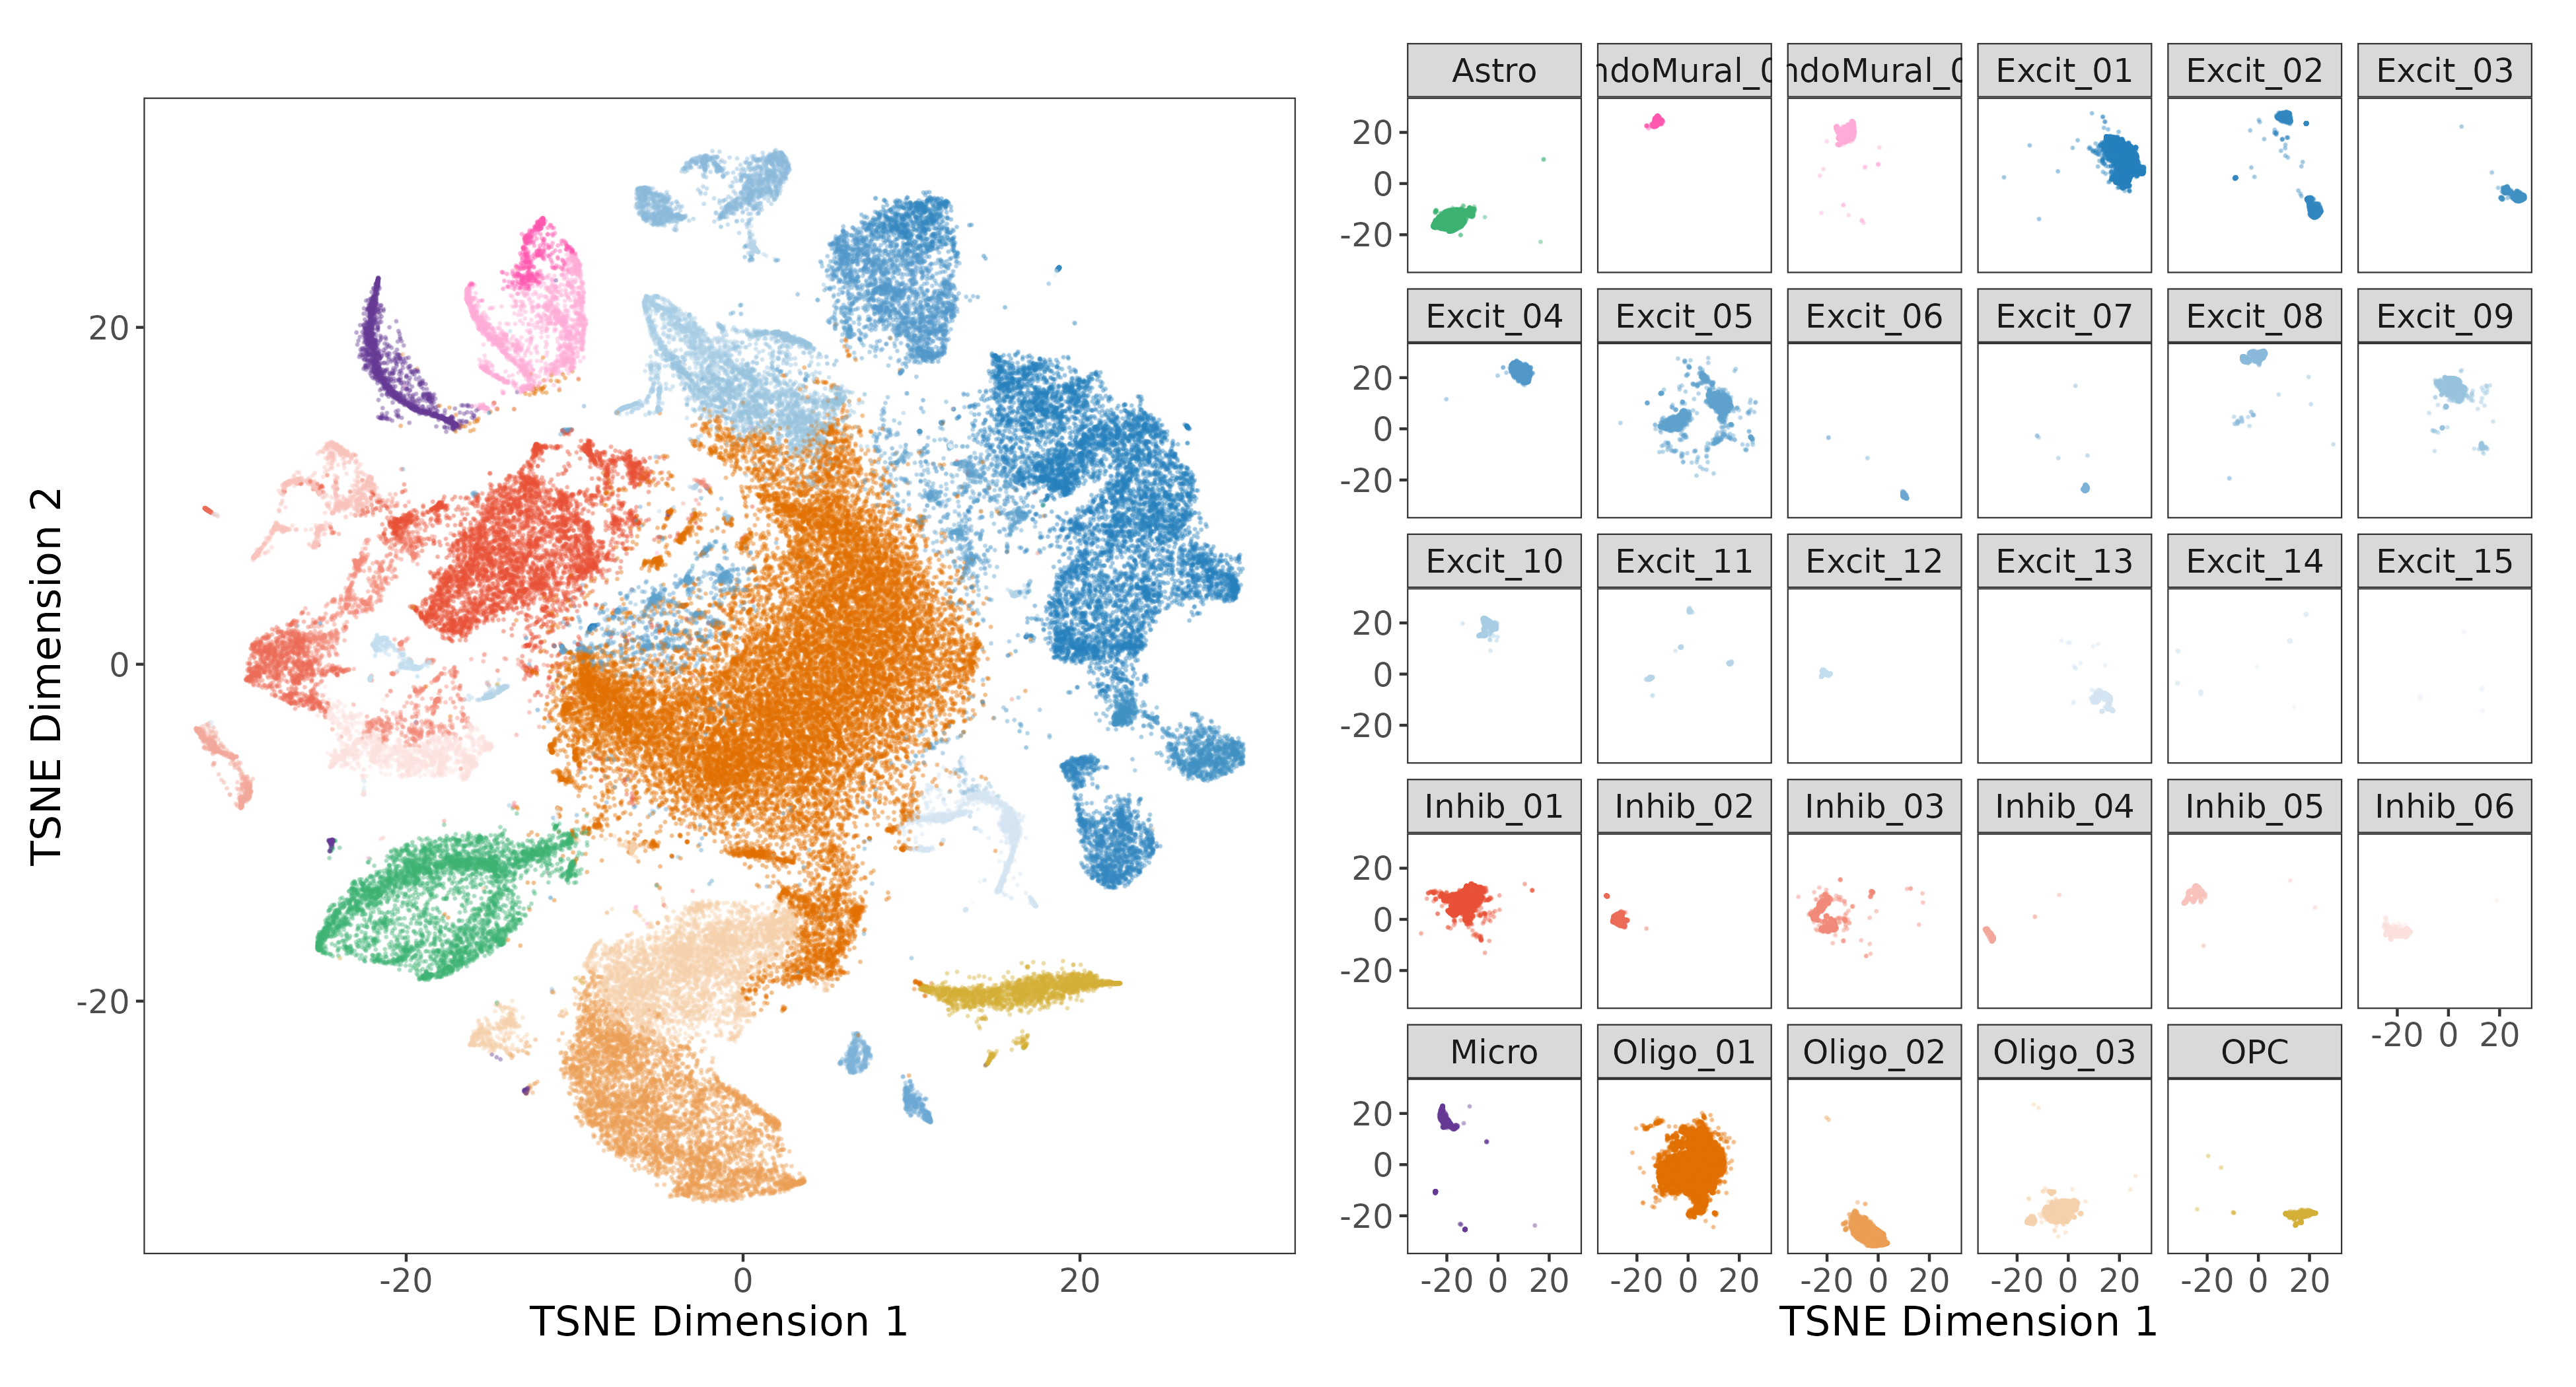 TSNE Dimension 2
20
0
-20
-20 0 20
TSNE Dimension 1
Astro ndoMural_ ndoMural_ Excit_01 Excit_02 Excit_03
20
0
-20
Excit_04 Excit_05 Excit_06 Excit_07 Excit_08 Excit_09
20
0
-20
Excit_10 Excit_11 Excit_12 Excit_13 Excit_14 Excit_15
20
0
-20
Inhib_01 Inhib_02 Inhib_03 Inhib_04 Inhib_05 Inhib_06
20
0
-20
-20 0 20
Micro Oligo_01 Oligo_02 Oligo_03 OPC
20
0
-20
-20 0 20 -20 0 20 -20 0 20 -20 0 20 -20 0 20
TSNE Dimension 1